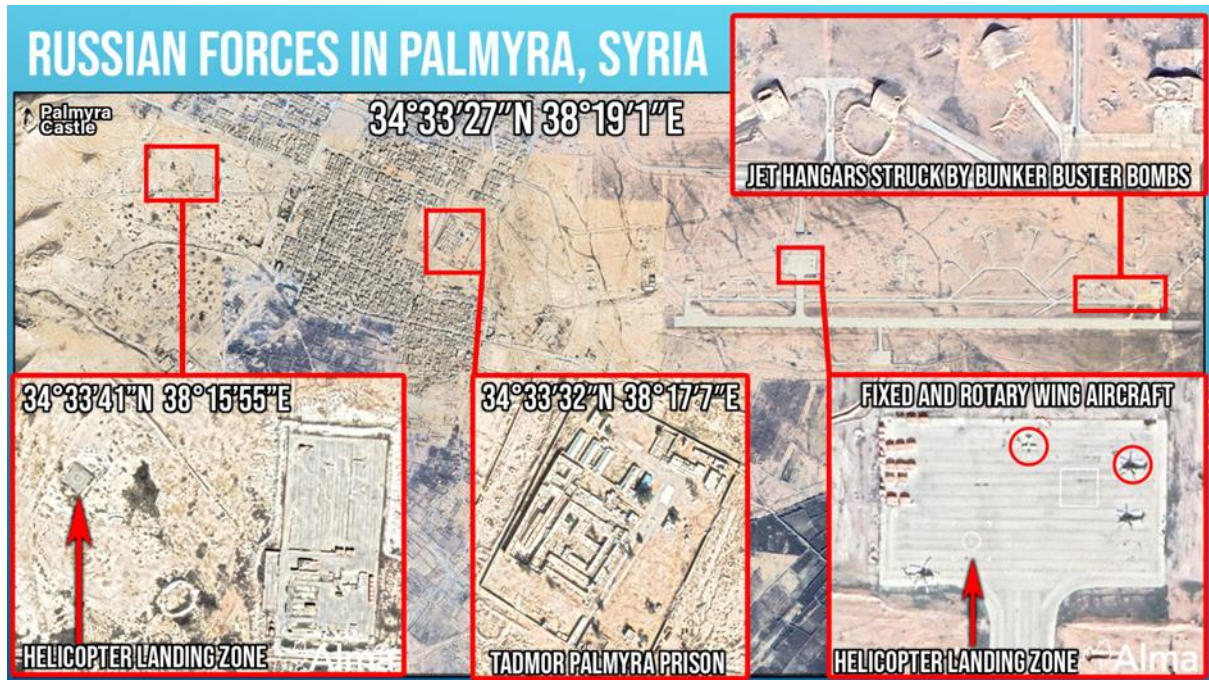 RUSSIAN FORCES IN PALMYRA, SYRIA
Palmyra
Castle
34°33'27"N 38°19'1"E
JET HANGARS STRUCK BY BUNKER BUSTER BOMBS
34°33'41"N 38°15'55"E
HELICOPTER LANDING ZONE
Alma
34°33'32"N 38°17'7"E
TADMOR PALMYRA PRISON
FIXED AND ROTARY WING AIRCRAFT
HELICOPTER LANDING ZONE
Alma